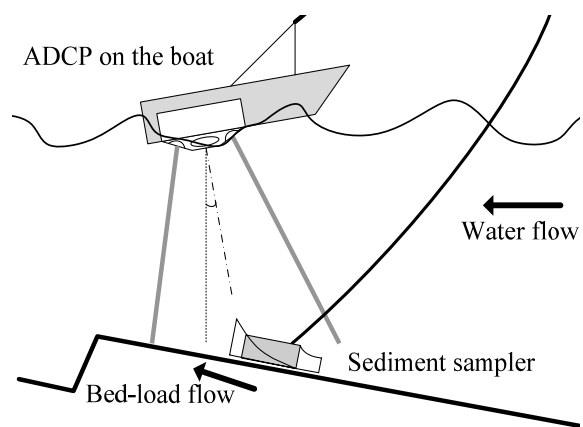 ADCP on the boat
Water flow
Sediment sampler
Bed-load flow